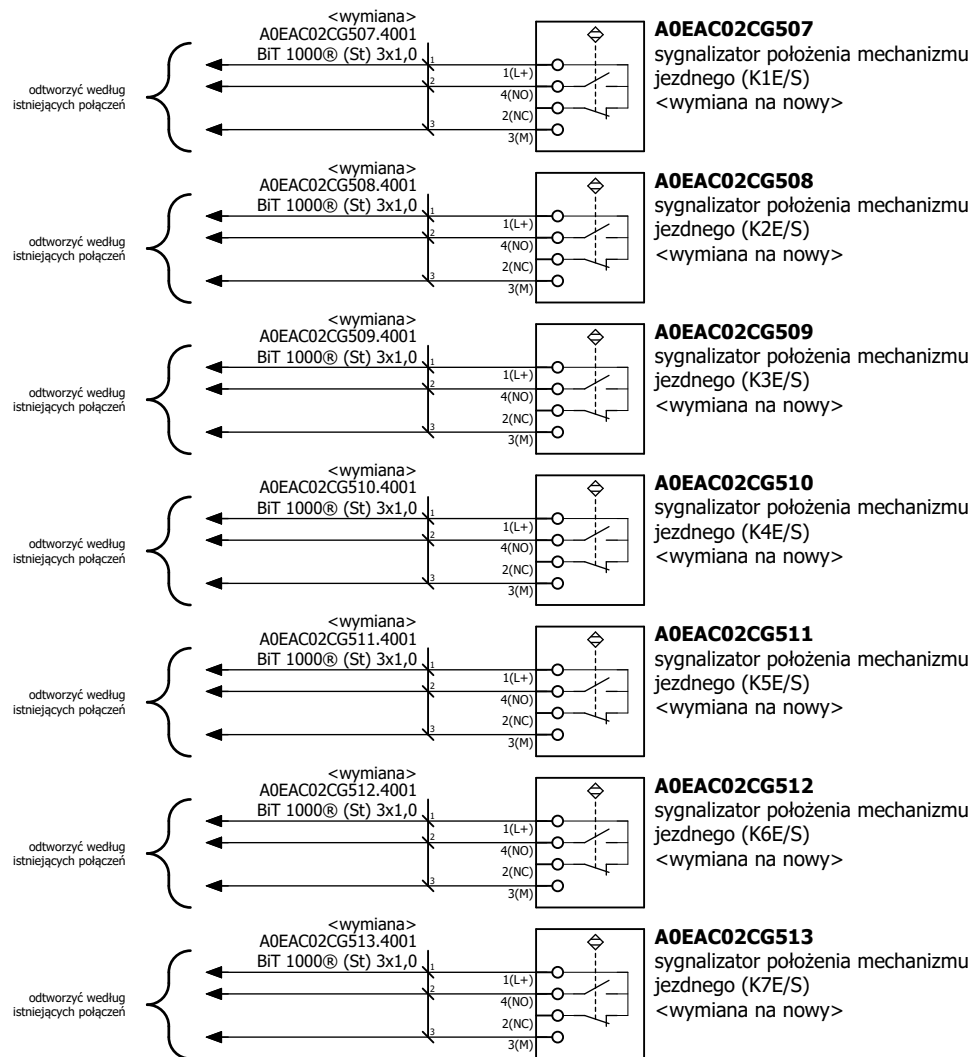 <wymiana>
A0EAC02CG507.4001
BiT 1000® (St) 3x1,0
odtworzyć według
istniejących połączeń
1
2
3
1(L+)
4(NO)
2(NC)
3(M)
A0EAC02CG507
sygnalizator położenia mechanizmu
jezdnego (K1E/S)
<wymiana na nowy>
<wymiana>
A0EAC02CG508.4001
BiT 1000® (St) 3x1,0
odtworzyć według
istniejących połączeń
1
2
3
1(L+)
4(NO)
2(NC)
3(M)
A0EAC02CG508
sygnalizator położenia mechanizmu
jezdnego (K2E/S)
<wymiana na nowy>
<wymiana>
A0EAC02CG509.4001
BiT 1000® (St) 3x1,0
odtworzyć według
istniejących połączeń
1
2
3
1(L+)
4(NO)
2(NC)
3(M)
A0EAC02CG509
sygnalizator położenia mechanizmu
jezdnego (K3E/S)
<wymiana na nowy>
<wymiana>
A0EAC02CG510.4001
BiT 1000® (St) 3x1,0
odtworzyć według
istniejących połączeń
1
2
3
1(L+)
4(NO)
2(NC)
3(M)
A0EAC02CG510
sygnalizator położenia mechanizmu
jezdnego (K4E/S)
<wymiana na nowy>
<wymiana>
A0EAC02CG511.4001
BiT 1000® (St) 3x1,0
odtworzyć według
istniejących połączeń
1
2
3
1(L+)
4(NO)
2(NC)
3(M)
A0EAC02CG511
sygnalizator położenia mechanizmu
jezdnego (K5E/S)
<wymiana na nowy>
<wymiana>
A0EAC02CG512.4001
BiT 1000® (St) 3x1,0
odtworzyć według
istniejących połączeń
1
2
3
1(L+)
4(NO)
2(NC)
3(M)
A0EAC02CG512
sygnalizator położenia mechanizmu
jezdnego (K6E/S)
<wymiana na nowy>
<wymiana>
A0EAC02CG513.4001
BiT 1000® (St) 3x1,0
odtworzyć według
istniejących połączeń
1
2
3
1(L+)
4(NO)
2(NC)
3(M)
A0EAC02CG513
sygnalizator położenia mechanizmu
jezdnego (K7E/S)
<wymiana na nowy>